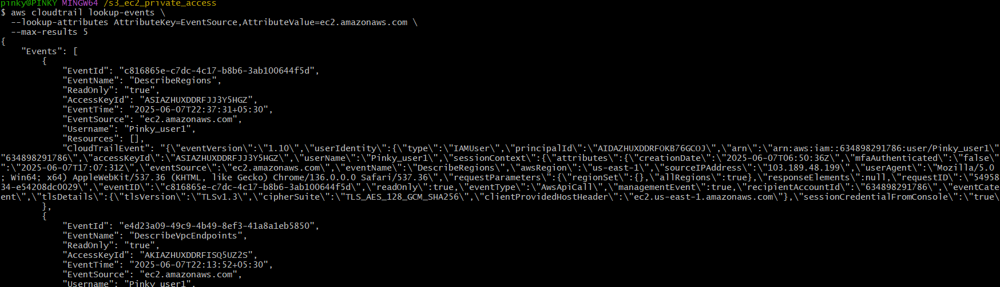 pinky@PINKY MINGW64 /s3_ec2_private_access
$ aws cloudtrail lookup-events \
  --lookup-attributes AttributeKey=EventSource,AttributeValue=ec2.amazonaws.com \
  --max-results 5
{
    "Events": [
        {
            "EventId": "c816865e-c7dc-4c17-b8b6-3ab100644f5d",
            "EventName": "DescribeRegions",
            "ReadOnly": "true",
            "AccessKeyId": "ASIAZHUXDDRFJJ3Y5HGZ",
            "EventTime": "2025-06-07T22:37:31+05:30",
            "EventSource": "ec2.amazonaws.com",
            "Username": "Pinky_user1",
            "Resources": [],
            "CloudTrailEvent": "{\"eventVersion\":\"1.10\",\"userIdentity\":{\"type\":\"IAMUser\",\"principalId\":\"AIDAZHUXDDRFOKB76GCOJ\",\"arn\":\"arn:aws:iam::634898291786:user/Pinky_user1\"
"634898291786\",\"accessKeyId\":\"ASIAZHUXDDRFJJ3Y5HGZ\",\"userName\":\"Pinky_user1\",\"sessionContext\":{\"attributes\":{\"creationDate\":\"2025-06-07T06:50:36Z\",\"mfaAuthenticated\":\"false\"
":\"2025-06-07T17:07:31Z\",\"eventSource\":\"ec2.amazonaws.com\",\"eventName\":\"DescribeRegions\",\"awsRegion\":\"us-east-1\",\"sourceIPAddress\":\"103.189.48.199\",\"userAgent\":\"Mozilla/5.0
; Win64; x64) AppleWebKit/537.36 (KHTML, like Gecko) Chrome/136.0.0.0 Safari/537.36\",\"requestParameters\":{\"regionSet\":{},\"allRegions\":true},\"responseElements\":null,\"requestID\":\"54958
34-e54208dc0029\",\"eventID\":\"c816865e-c7dc-4c17-b8b6-3ab100644f5d\",\"readOnly\":true,\"eventType\":\"AwsApiCall\",\"managementEvent\":true,\"recipientAccountId\":\"634898291786\",\"eventCate
ent\",\"tlsDetails\":{\"tlsVersion\":\"TLSv1.3\",\"cipherSuite\":\"TLS_AES_128_GCM_SHA256\",\"clientProvidedHostHeader\":\"ec2.us-east-1.amazonaws.com\"},\"sessionCredentialFromConsole\":\"true\
        },
        {
            "EventId": "e4d23a09-49c9-4b49-8ef3-41a8a1eb5850",
            "EventName": "DescribeVpcEndpoints",
            "ReadOnly": "true",
            "AccessKeyId": "AKIAZHUXDDRFISQ5UZ2S",
            "EventTime": "2025-06-07T22:13:52+05:30",
            "EventSource": "ec2.amazonaws.com",
            "Username": "Pinky_user1",